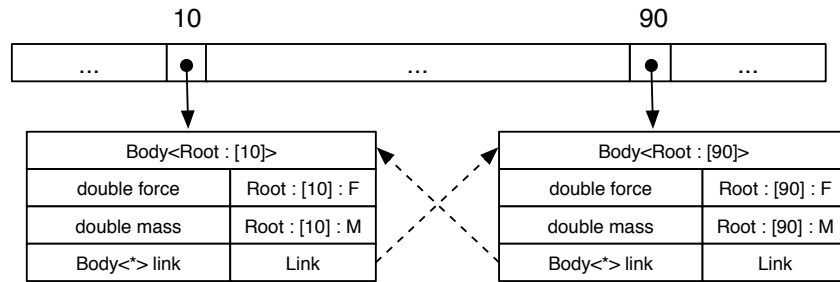 10 90
... ... ...
Body<Root : [10]> Body<Root : [90]>
double force Root : [10] : F double force Root : [90] : F
double mass Root : [10] : M double mass Root : [90] : M
Body<*> link Link Body<*> link Link